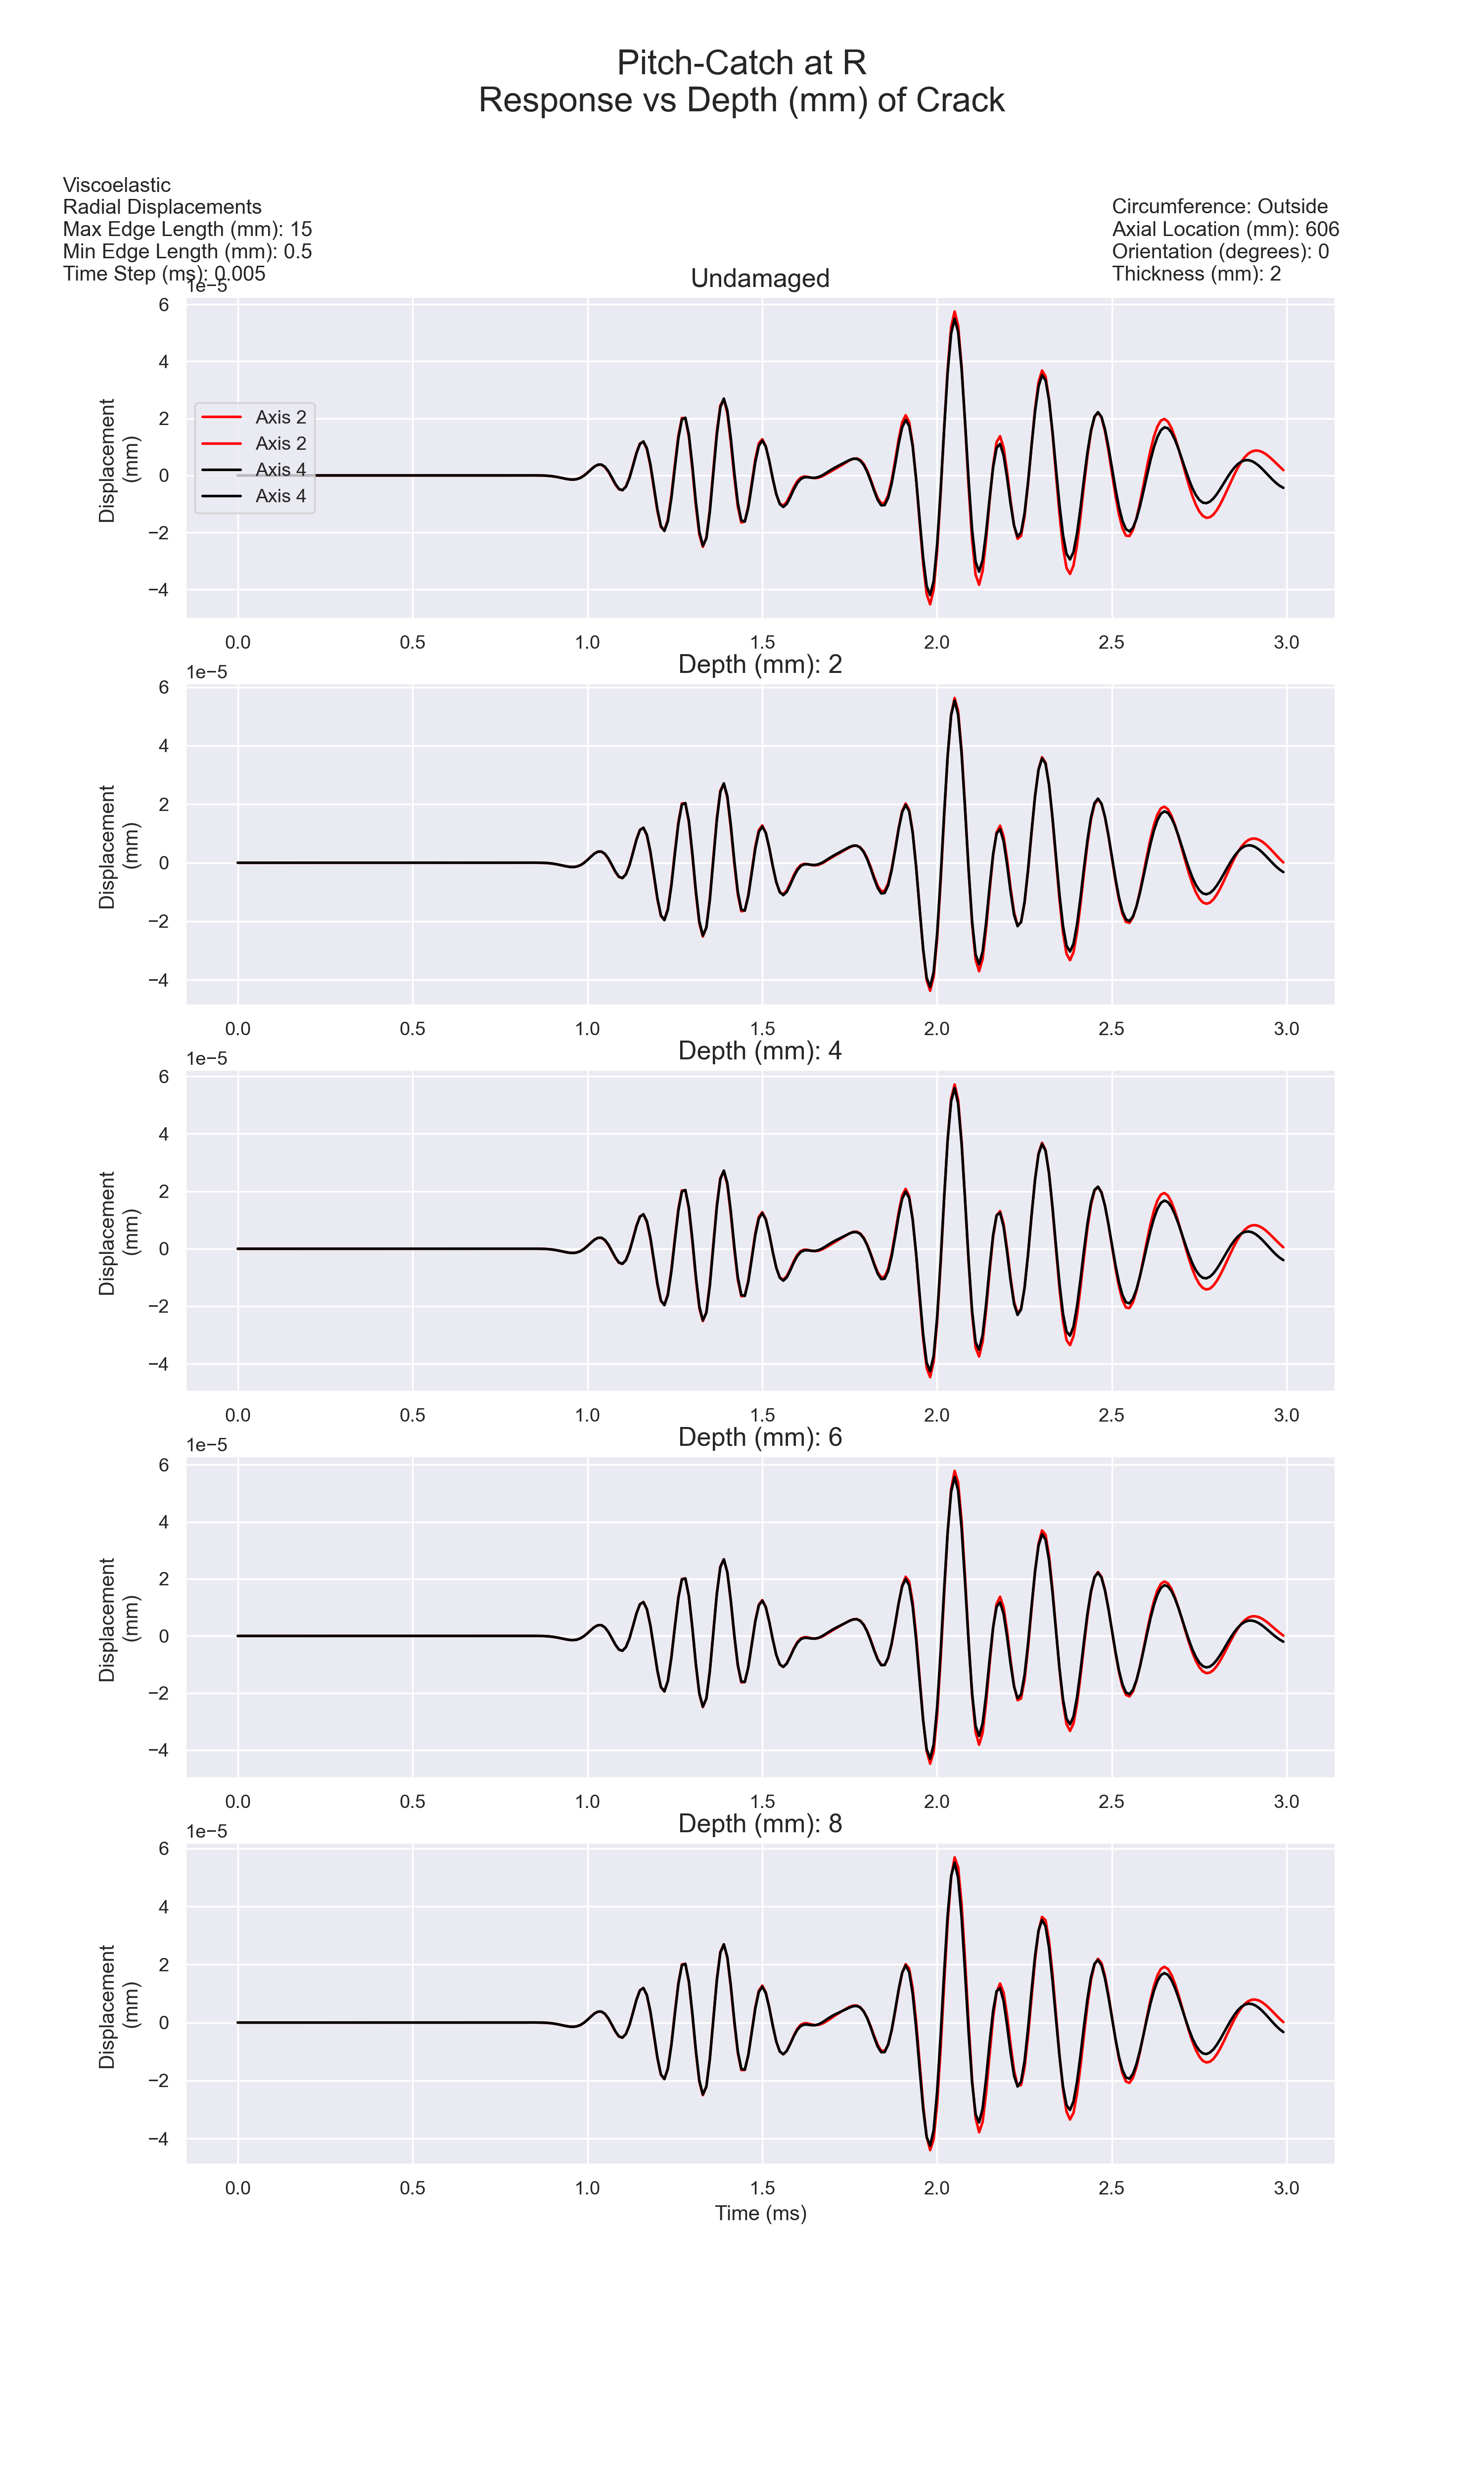 Pitch-Catch at R
Response vs Depth (mm) of Crack
Viscoelastic
Radial Displacements
Max Edge Length (mm): 15
Min Edge Length (mm): 0.5
Time Step (ms): 0.005
Circumference: Outside
Axial Location (mm): 606
Orientation (degrees): 0
Thickness (mm): 2
Undamaged
1e−5
6
4
2
0
−2
−4
Displacement
(mm)
Axis 2
Axis 2
Axis 4
Axis 4
0.0 0.5 1.0 1.5 2.0 2.5 3.0
Depth (mm): 2
1e−5
6
4
2
0
−2
−4
Displacement
(mm)
0.0 0.5 1.0 1.5 2.0 2.5 3.0
Depth (mm): 4
1e−5
6
4
2
0
−2
−4
Displacement
(mm)
0.0 0.5 1.0 1.5 2.0 2.5 3.0
Depth (mm): 6
1e−5
6
4
2
0
−2
−4
Displacement
(mm)
0.0 0.5 1.0 1.5 2.0 2.5 3.0
Depth (mm): 8
1e−5
6
4
2
0
−2
−4
Displacement
(mm)
0.0 0.5 1.0 1.5 2.0 2.5 3.0
Time (ms)